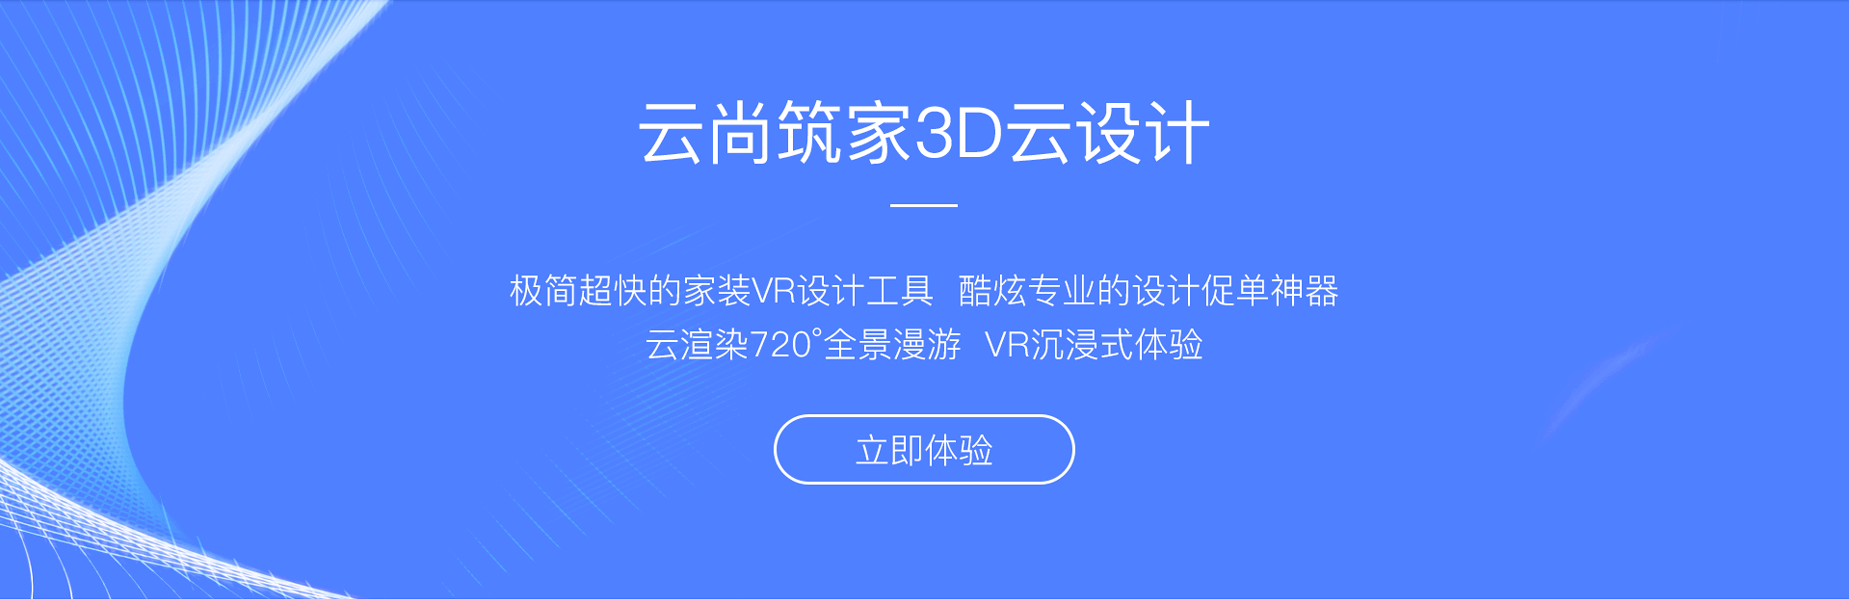 云尚筑家3D云设计
极简超快的家装VR设计工具 酷炫专业的设计促单神器
云渲染720°全景漫游 VR沉浸式体验
立即体验